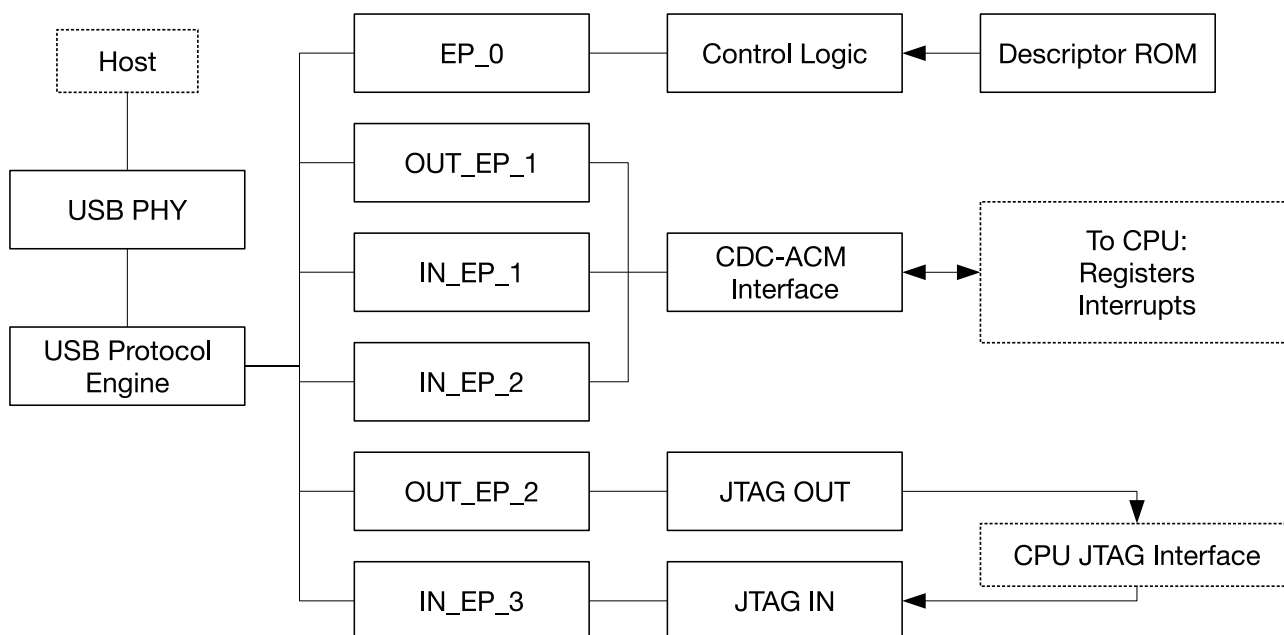 Host
EP_0
Control Logic
Descriptor ROM
OUT_EP_1
USB PHY
IN_EP_1
CDC-ACM
Interface
To CPU:
Registers
Interrupts
USB Protocol
Engine
IN_EP_2
OUT_EP_2
JTAG OUT
CPU JTAG Interface
IN_EP_3
JTAG IN